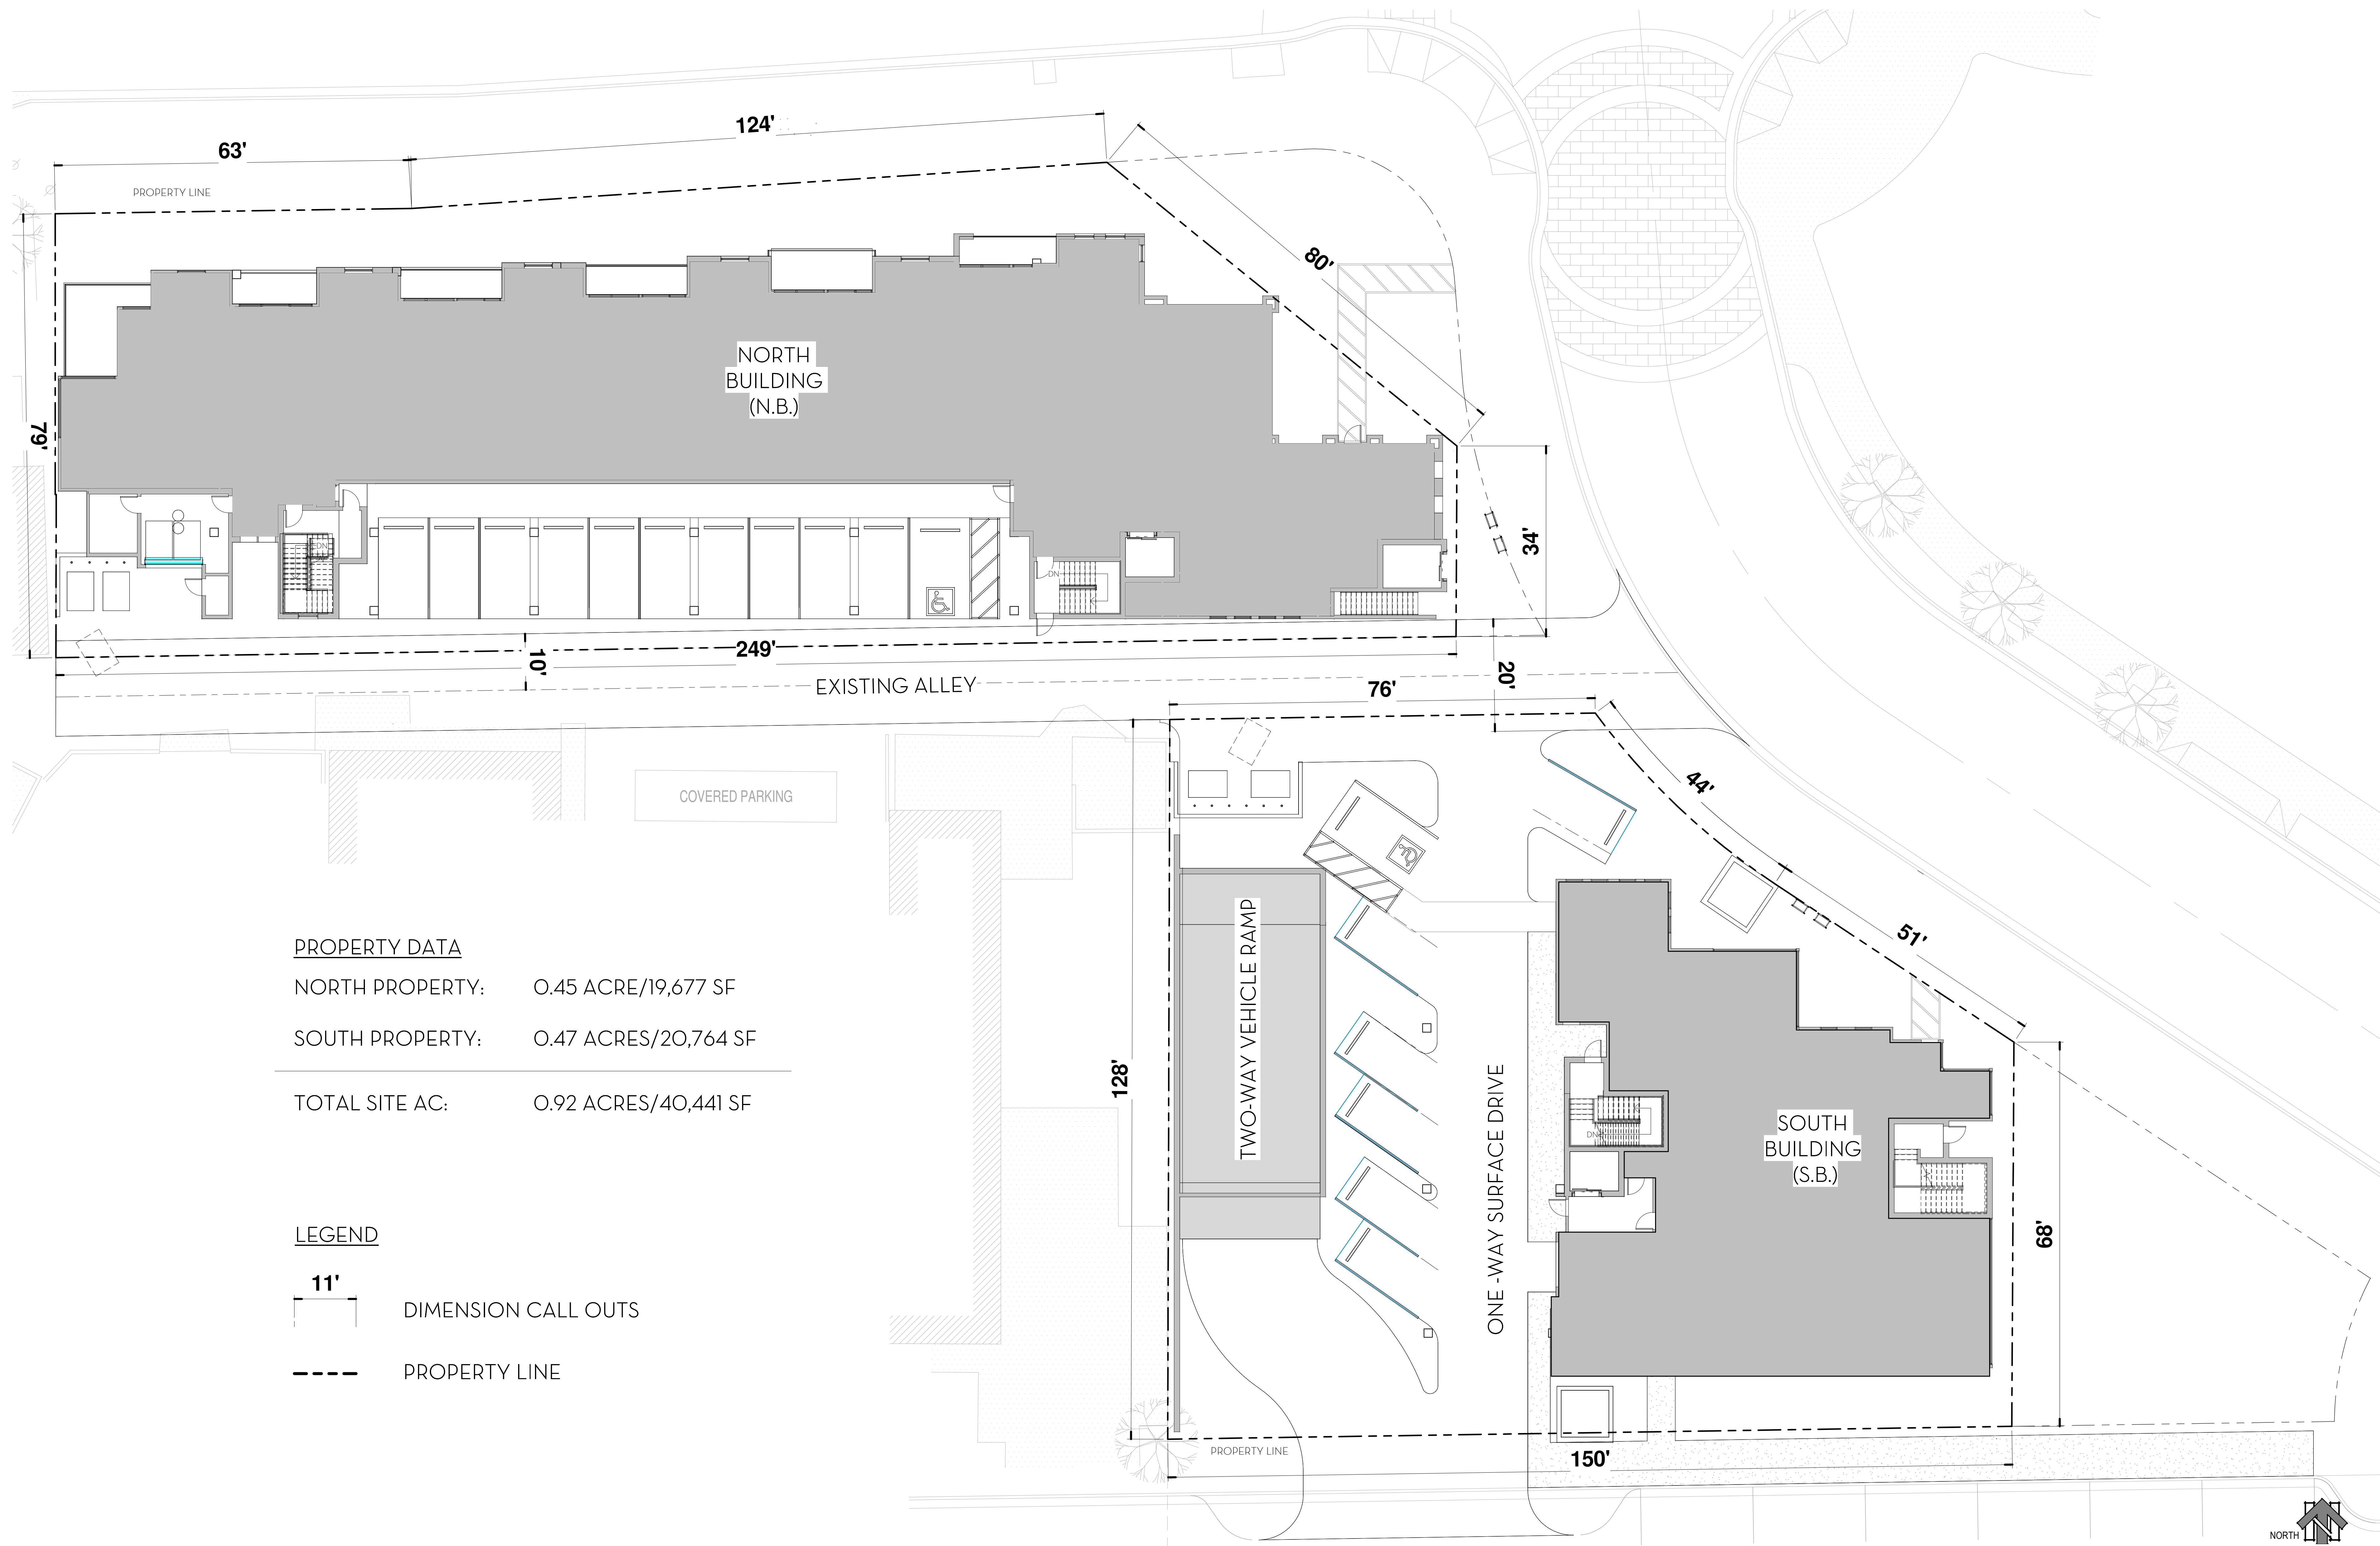 124'
63'
PROPERTY LINE
80'
NORTH
BUILDING
(N.B.)
79'
34'
DN
DN
249'
10'
20'
EXISTING ALLEY
76'
44'
COVERED PARKING
51'
PROPERTY DATA
NORTH PROPERTY: 0.45 ACRE/19,677 SF
SOUTH PROPERTY: 0.47 ACRES/20,764 SF
TOTAL SITE AC: 0.92 ACRES/40,441 SF
128'
TWO-WAY VEHICLE RAMP
ONE-WAY SURFACE DRIVE
DN
SOUTH
BUILDING
(S.B.)
68'
LEGEND
11'
DIMENSION CALL OUTS
PROPERTY LINE
PROPERTY LINE
150'
NORTH
N